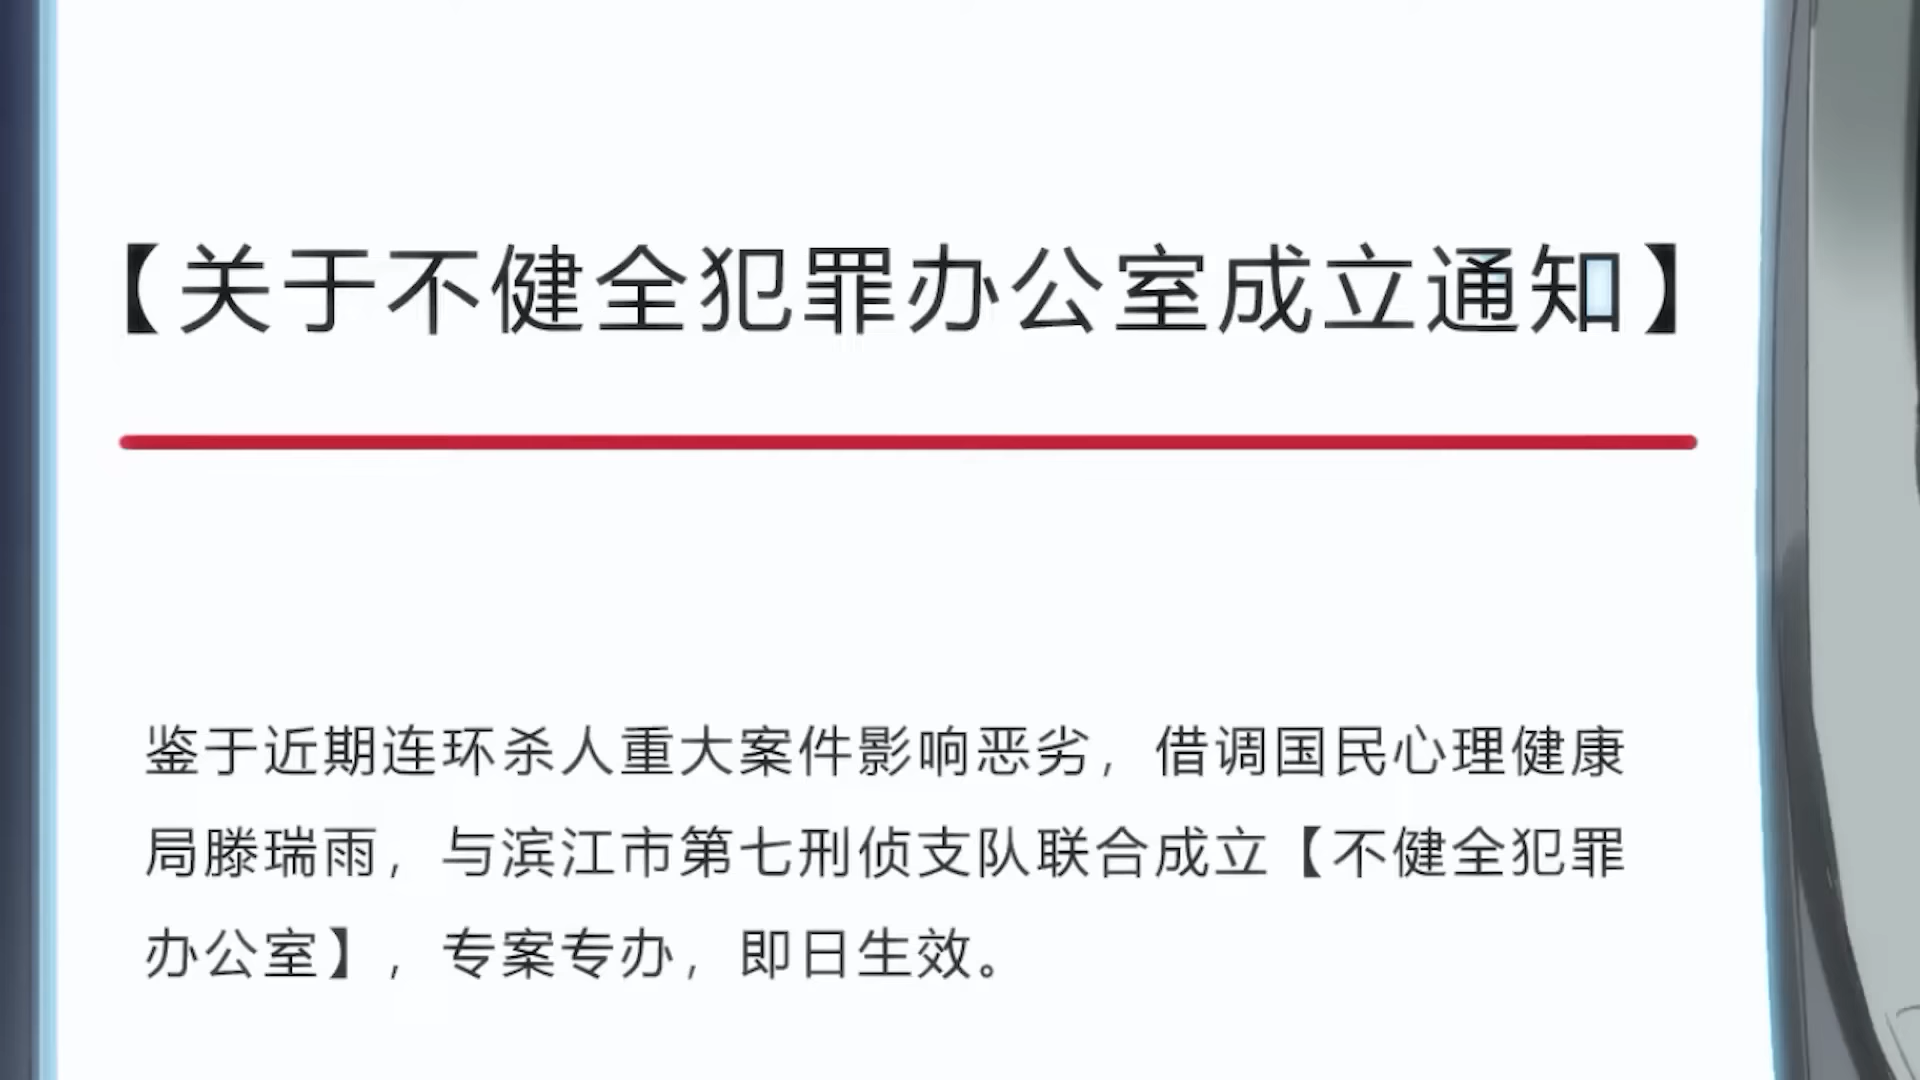 【关于不健全犯罪办公室成立通知】
鉴于近期连环杀人重大案件影响恶劣，借调国民心理健康
局滕瑞雨，与滨江市第七刑侦支队联合成立【不健全犯罪
办公室】，专案专办，即日生效。